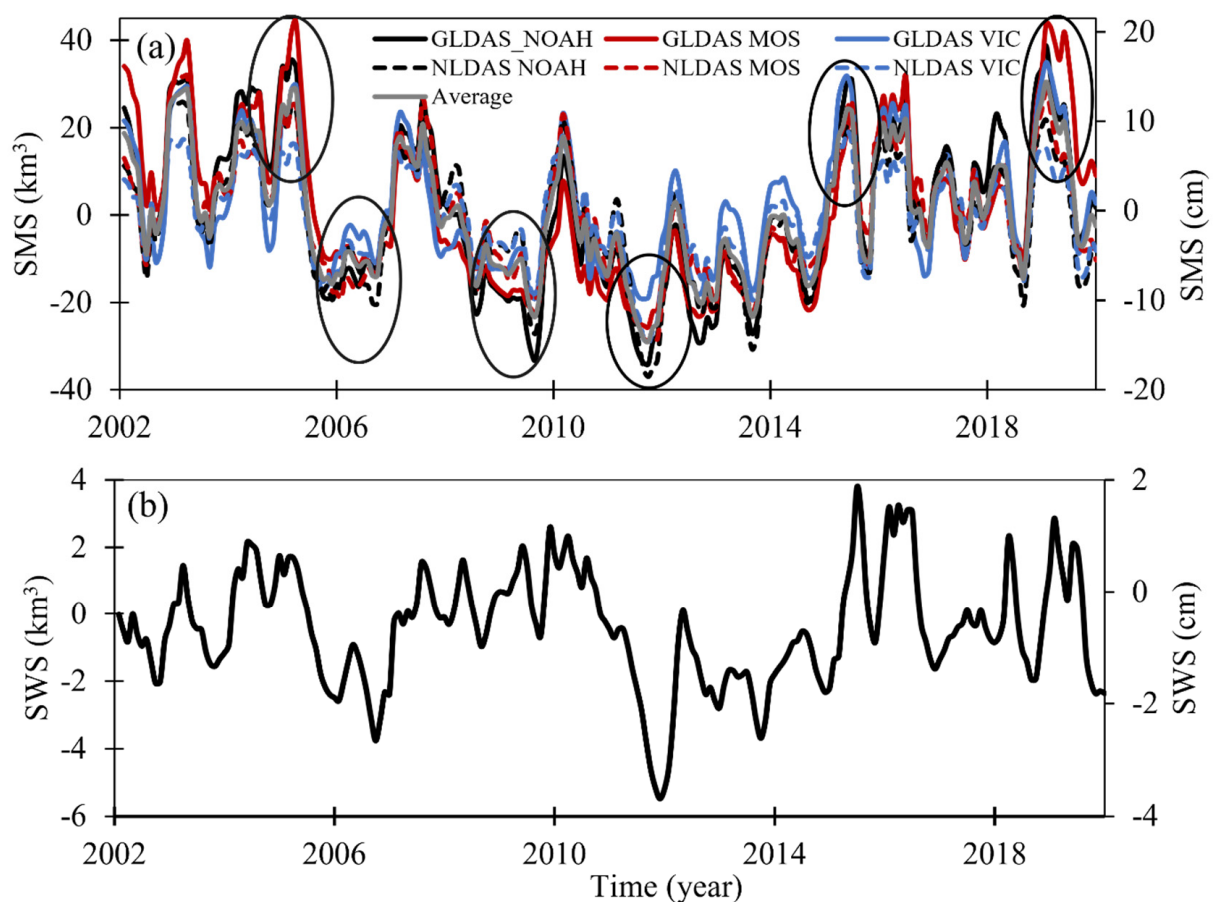 (a)
GLDAS_NOAH GLDAS MOS GLDAS VIC
NLDAS NOAH NLDAS MOS NLDAS VIC
Average
SMS (km³)
40
20
0
-20
-40
SMS (cm)
20
10
0
-10
-20
2002 2006 2010 2014 2018
(b)
SWS (km³)
4
2
0
-2
-4
-6
SWS (cm)
2
0
-2
-4
2002 2006 2010 2014 2018
Time (year)